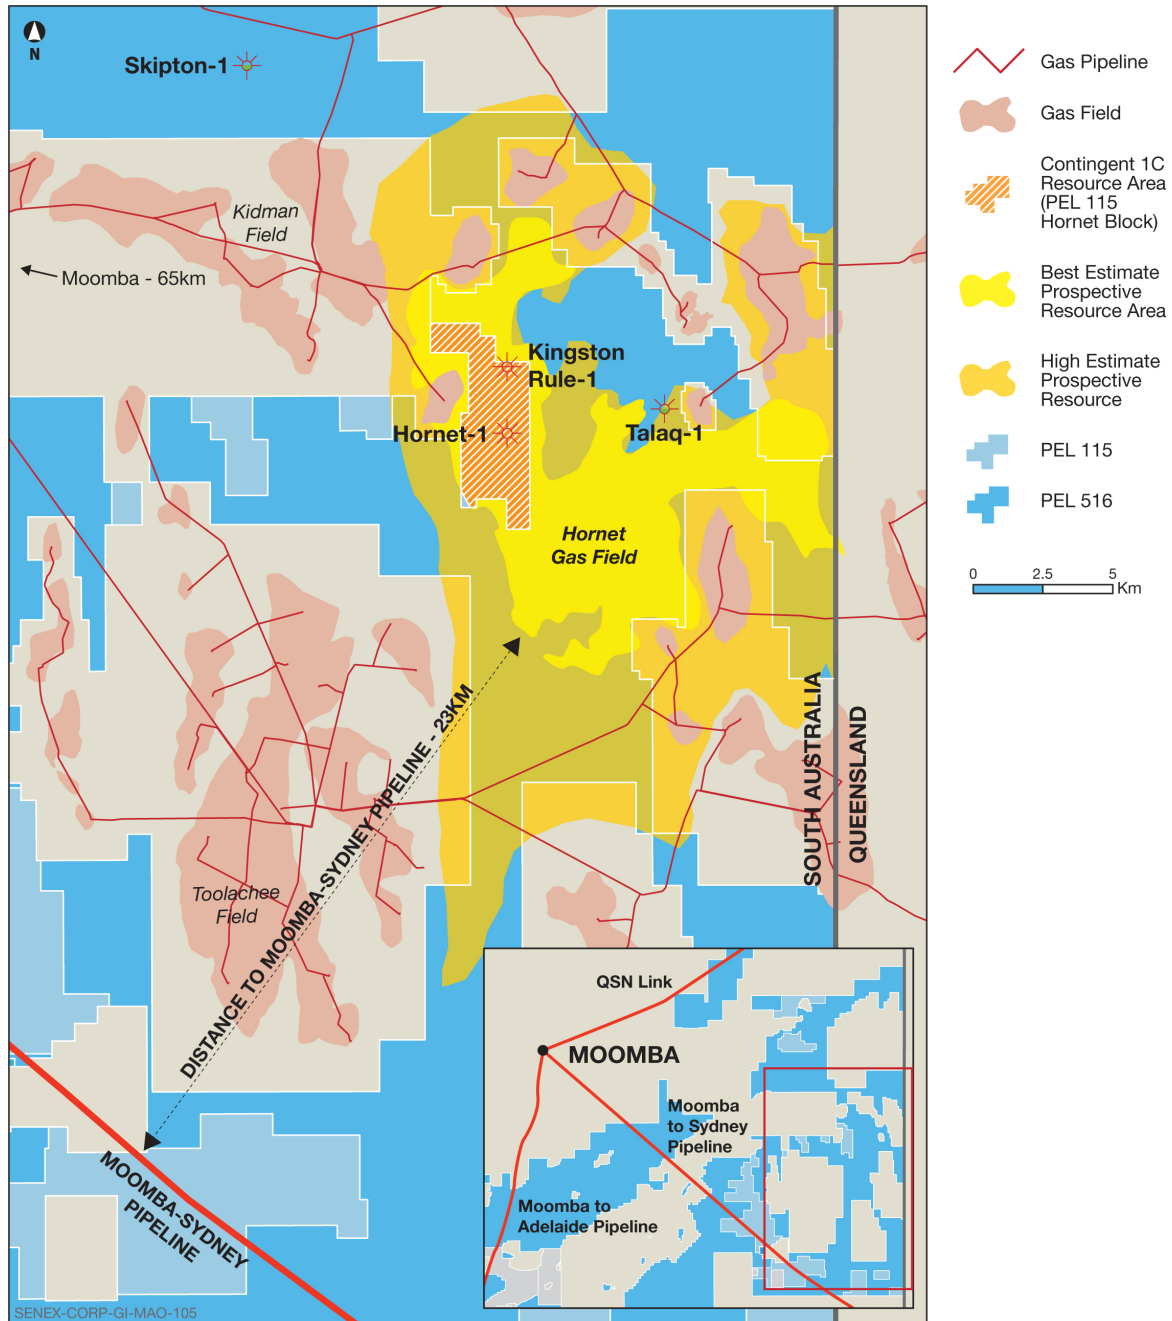 N
Skipton-1
Kidman
Field
Moomba - 65km
Kingston
Rule-1
Hornet-1
Talaq-1
Hornet
Gas Field
SOUTH AUSTRALIA
QUEENSLAND
Toolachee
Field
DISTANCE TO MOOMBA-SYDNEY PIPELINE - 23KM
MOOMBA-SYDNEY
PIPELINE
SENEX-CORP-GI-MAO-105
QSN Link
MOOMBA
Moomba
to Sydney
Pipeline
Moomba to
Adelaide Pipeline
Gas Pipeline
Gas Field
Contingent 1C
Resource Area
(PEL 115
Hornet Block)
Best Estimate
Prospective
Resource Area
High Estimate
Prospective
Resource
PEL 115
PEL 516
0 2.5 5
Km